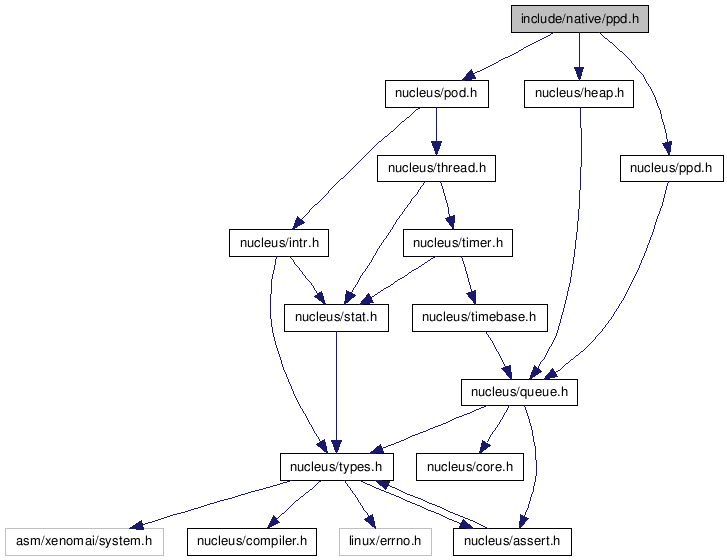 include/native/ppd.h
nucleus/pod.h
nucleus/heap.h
nucleus/thread.h
nucleus/ppd.h
nucleus/intr.h
nucleus/timer.h
nucleus/stat.h
nucleus/timebase.h
nucleus/queue.h
nucleus/types.h
nucleus/core.h
asm/xenomai/system.h
nucleus/compiler.h
linux/errno.h
nucleus/assert.h